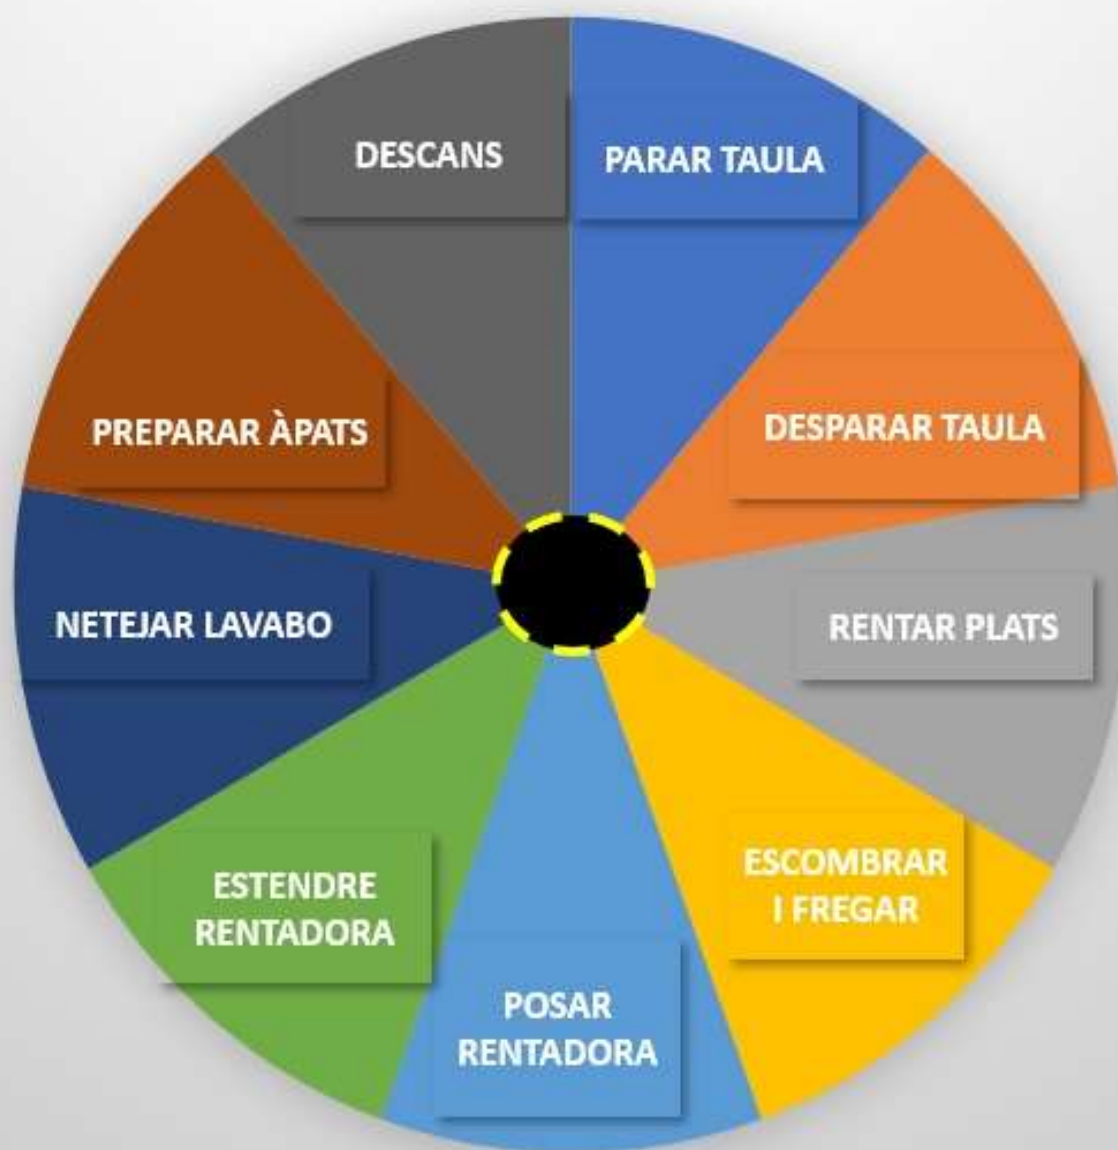 DESCANS
PARAR TAULA
DESPARAR TAULA
RENTAR PLATS
ESCOMBRAR
I FREGAR
POSAR
RENTADORA
ESTENDRE
RENTADORA
NETEJAR LAVABO
PREPARAR ÀPATS